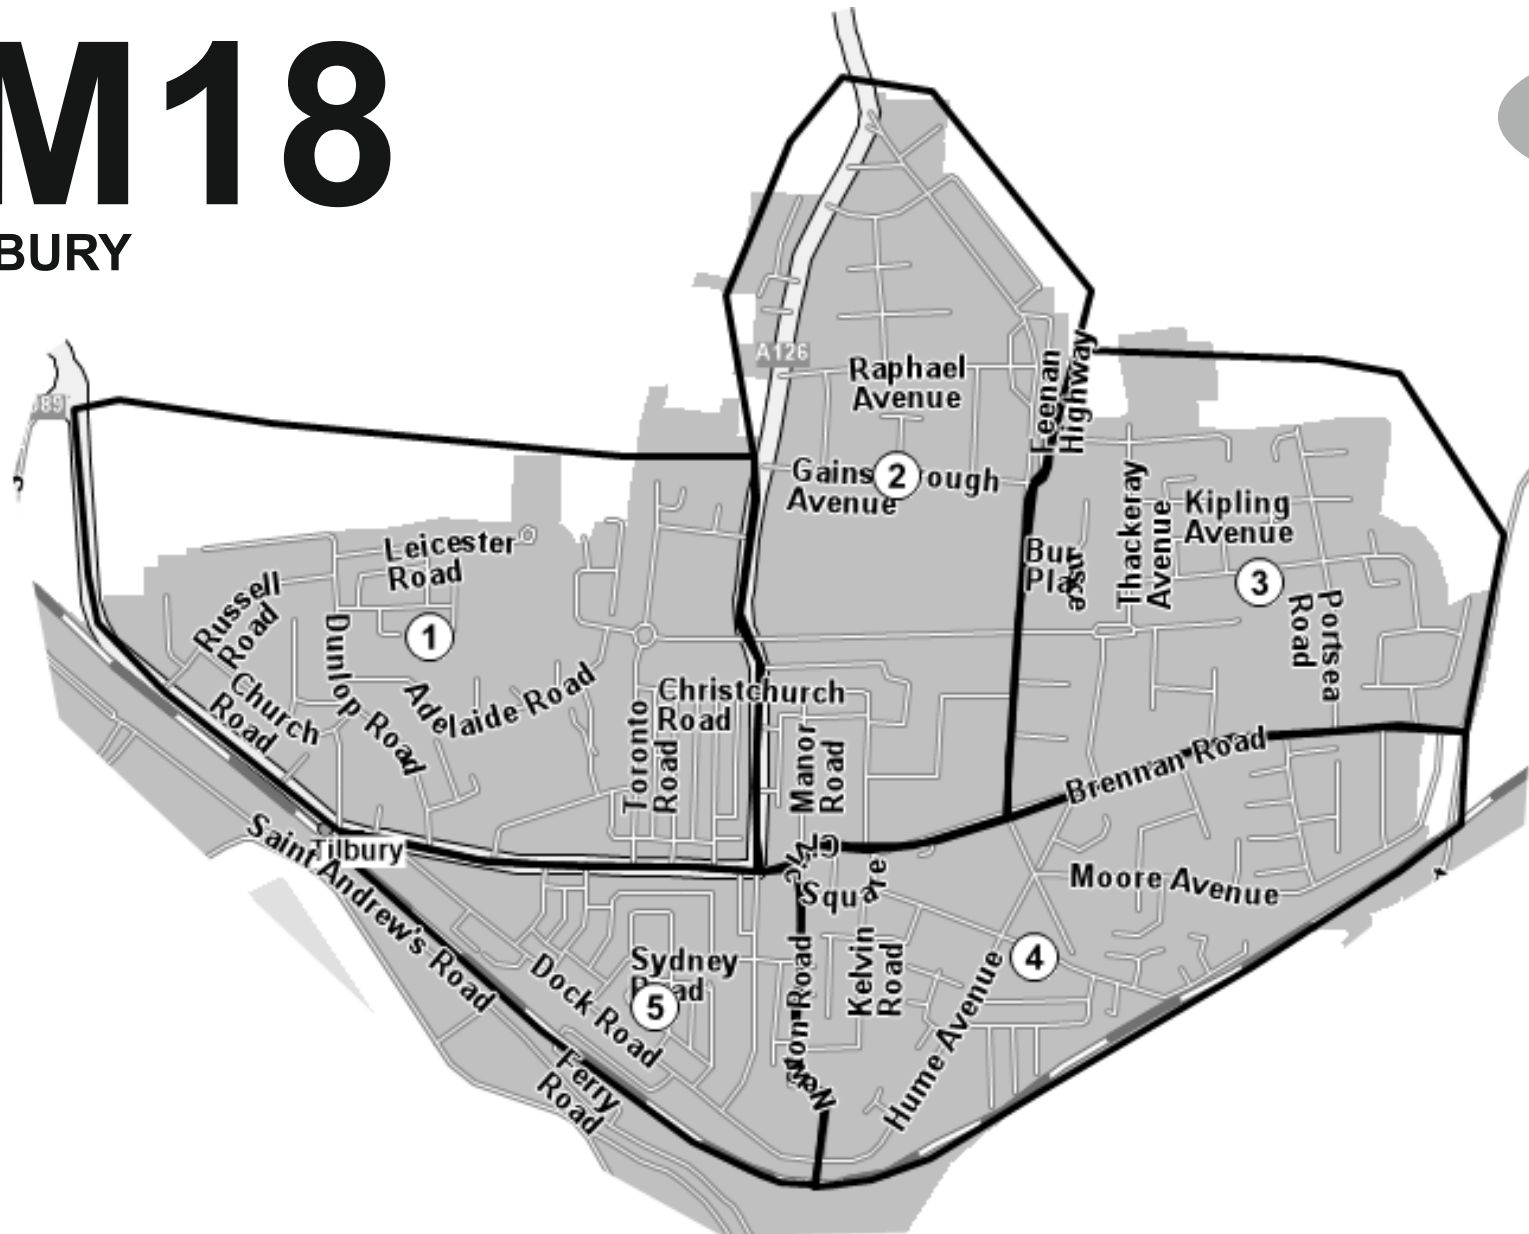 M18
BURY
A126
Raphael
Avenue
Feenan
Highway
2
Gains ough
Avenue
Thackeray
Avenue
Kipling
Avenue
3
Portsea
Road
Leicester
Road
Russell
Road
1
Dunlop Road
Church
Road
Adelaide Road
Christchurch
Road
Toronto
Road
Manor
Road
Brennan Road
Tilbury
Saint Andrew's Road
Square
Moore Avenue
Kelvin
Road
4
Hume Avenue
Sydney
Road
5
Dock Road
Ferry
Road